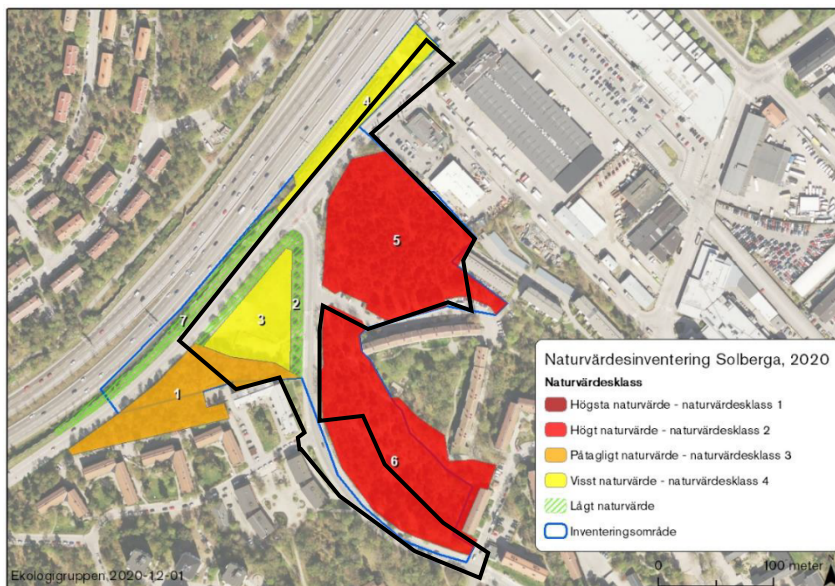 4
5
2
3
7
1
6
Naturvärdesinventering Solberga, 2020
Naturvärdesklass
Högsta naturvärde - naturvärdesklass 1
Högt naturvärde - naturvärdesklass 2
Påtagligt naturvärde - naturvärdesklass 3
Visst naturvärde - naturvärdesklass 4
Lågt naturvärde
Inventeringsområde
Ekologigruppen, 2020-12-01
0 100 meter